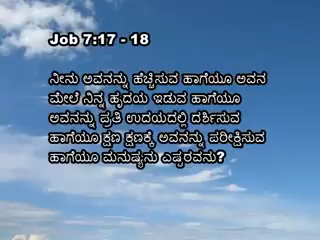 Job 7:17 - 18
ನೀನು ಅವನನ್ನು ಹೆಚ್ಚಿಸುವ ಹಾಗೆಯೂ ಅವನ
ಮೇಲೆ ನಿನ್ನ ಹೃದಯ ಇಡುವ ಹಾಗೆಯೂ
ಅವನನ್ನು ಪ್ರತಿ ಉದಯದಲ್ಲಿ ದರ್ಶಿಸುವ
ಹಾಗೆಯೂ ಕ್ಷಣ ಕ್ಷಣಕ್ಕೆ ಅವನನ್ನು ಪರೀಕ್ಷಿಸುವ
ಹಾಗೆಯೂ ಮನುಷ್ಯನು ಎಷ್ಟರವನು?